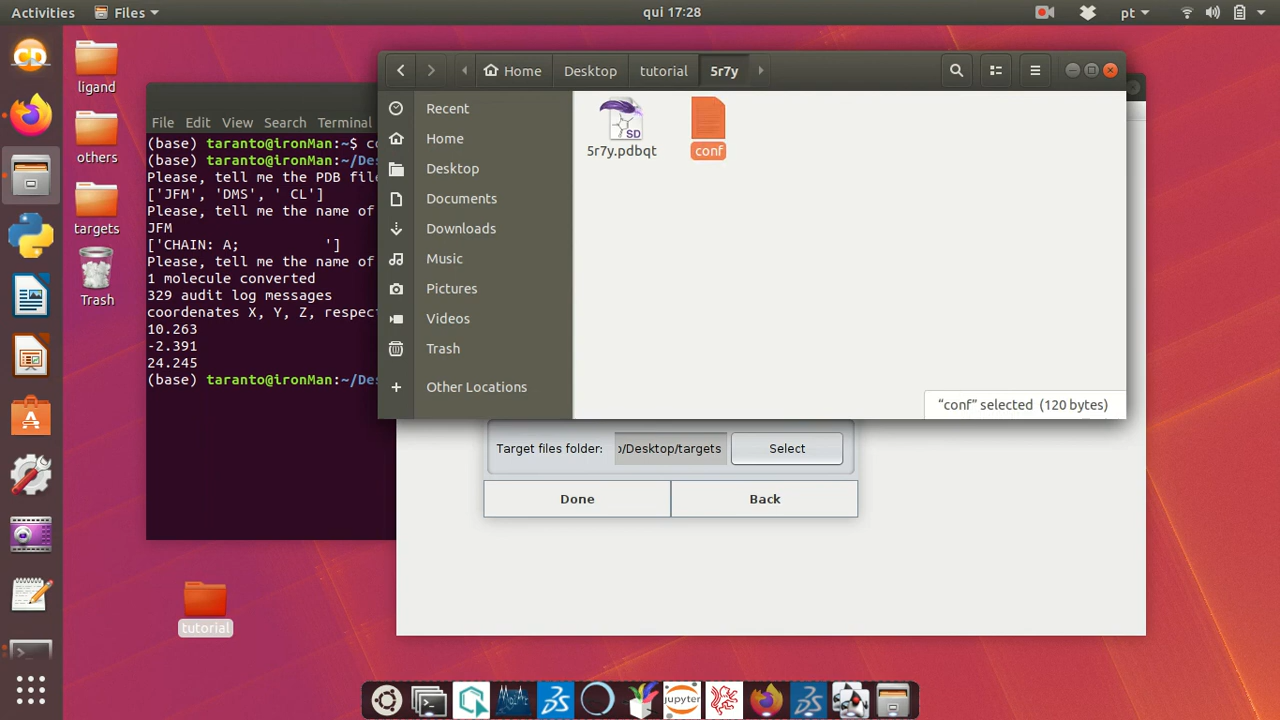 Activities
Files
qui 17:28
pt
ligand
others
targets
Trash
tutorial
File Edit View Search Terminal
(base) taranto@ironMan:~$ c
(base) taranto@ironMan:~/De
Please, tell me the PDB file
['JFM', 'DMS', ' CL']
Please, tell me the name of
JFM
['CHAIN: A; ']
Please, tell me the name of
1 molecule converted
329 audit log messages
coordenates X, Y, Z, respec
10.263
-2.391
24.245
(base) taranto@ironMan:~/De
Home
Desktop
tutorial
5r7y
Recent
Home
Desktop
Documents
Downloads
Music
Pictures
Videos
Trash
Other Locations
SD
5r7y.pdbqt
conf
“conf” selected (120 bytes)
Target files folder:
/Desktop/targets
Select
Done
Back
jupyter